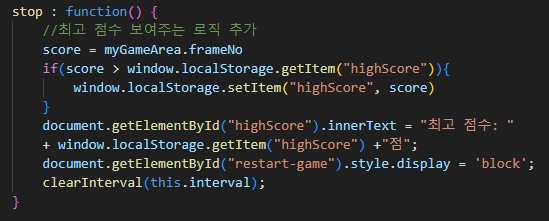 stop : function() {
//최고 점수 보여주는 로직 추가
score = myGameArea.frameNo
if(score > window.localStorage.getItem("highScore")){
window.localStorage.setItem("highScore", score)
}
document.getElementById("highScore").innerText = "최고 점수: "
+ window.localStorage.getItem("highScore") +"점";
document.getElementById("restart-game").style.display = 'block';
clearInterval(this.interval);
}